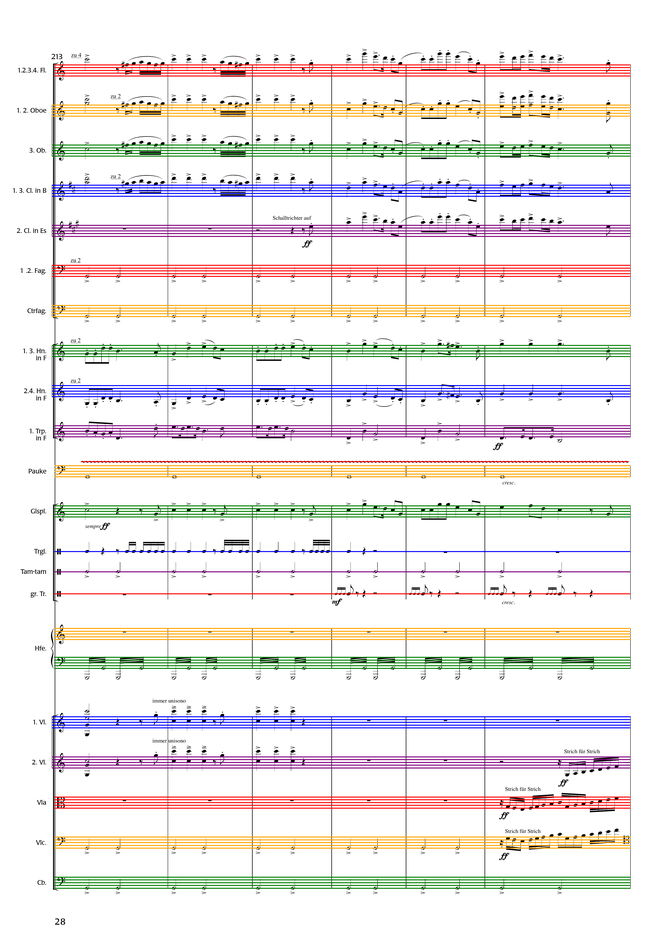 213
zu 4
1.2.3.4. Fl.
zu 2
1. 2. Oboe
3. Ob.
zu 2
1. 3. Cl. in B
Schalltrichter auf
2. Cl. in Es
ff
zu 2
1 .2. Fag.
Ctrfag.
zu 2
1. 3. Hn.
in F
zu 2
2.4. Hn.
in F
1. Trp.
in F
ff
Pauke
cresc.
Glspl.
sempre ff
Trgl.
Tam-tam
gr. Tr.
mf
cresc.
Hfe.
immer unisono
1. Vl.
immer unisono
2. Vl.
Strich für Strich
ff
Strich für Strich
Vla
ff
Strich für Strich
Vlc.
ff
Cb.
28